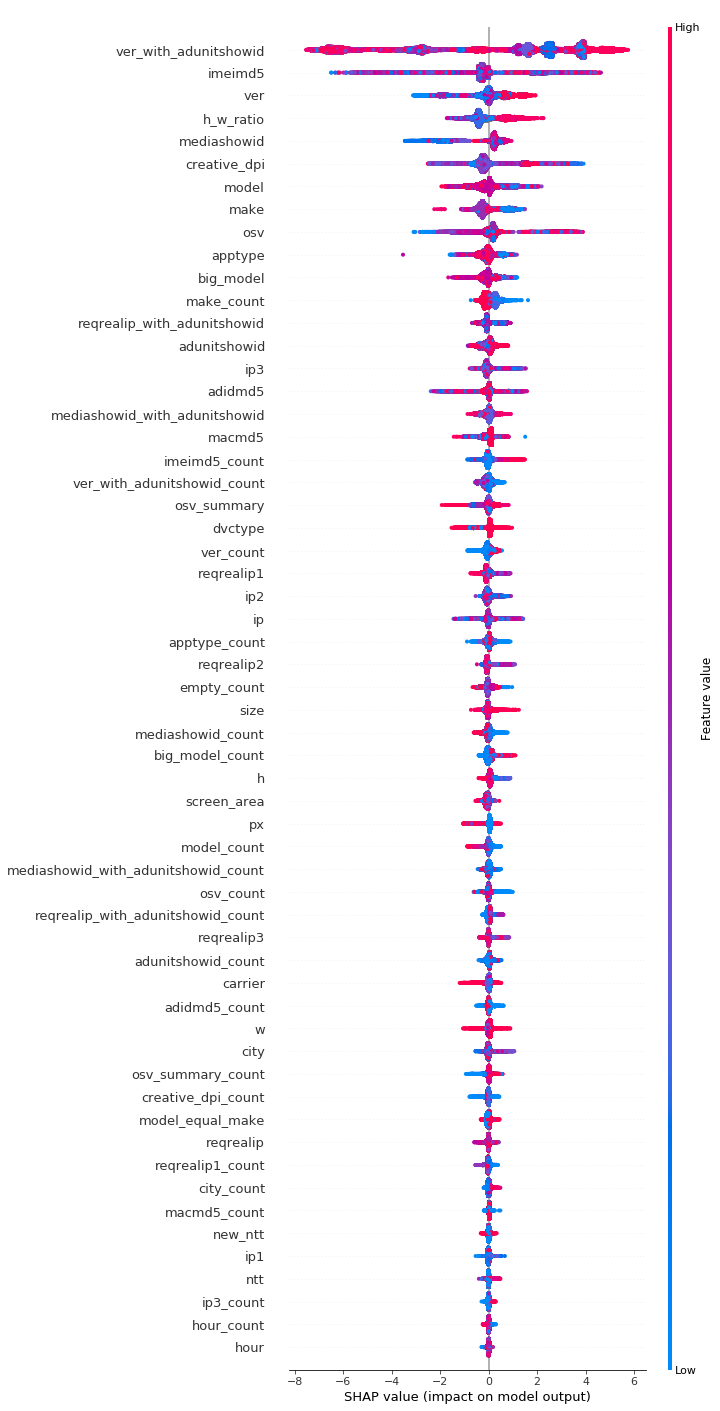 High
ver_with_adunitshowid
imeimd5
ver
h_w_ratio
mediashowid
creative_dpi
model
make
osv
apptype
big_model
make_count
reqrealip_with_adunitshowid
adunitshowid
ip3
adidmd5
mediashowid_with_adunitshowid
macmd5
imeimd5_count
ver_with_adunitshowid_count
osv_summary
dvctype
ver_count
reqrealip1
ip2
ip
apptype_count
reqrealip2
empty_count
size
mediashowid_count
big_model_count
h
screen_area
px
model_count
mediashowid_with_adunitshowid_count
osv_count
reqrealip_with_adunitshowid_count
reqrealip3
adunitshowid_count
carrier
adidmd5_count
w
city
osv_summary_count
creative_dpi_count
model_equal_make
reqrealip
reqrealip1_count
city_count
macmd5_count
new_ntt
ip1
ntt
ip3_count
hour_count
hour
Feature value
Low
−8 −6 −4 −2 0 2 4 6
SHAP value (impact on model output)